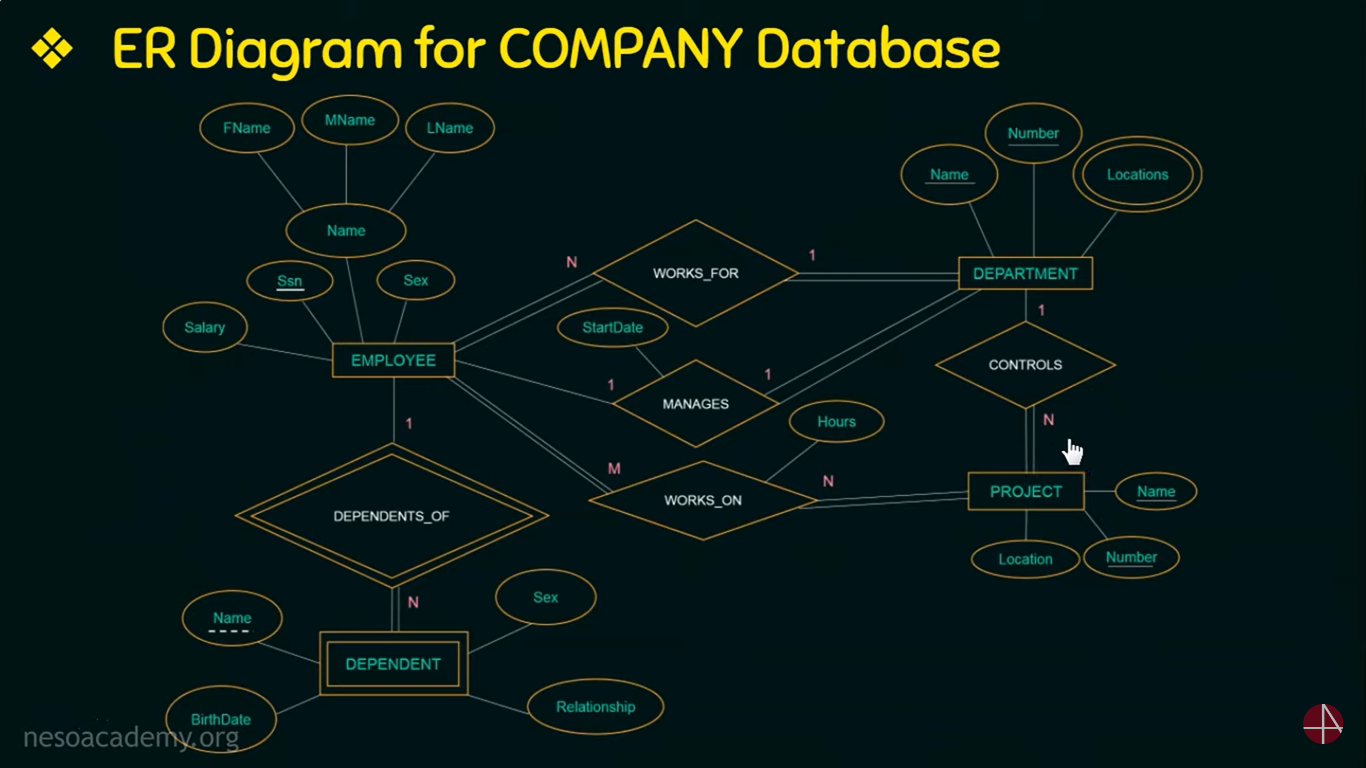 ER Diagram for COMPANY Database
FName
MName
LName
Number
Name
Locations
Name
N
WORKS_FOR
1
DEPARTMENT
Ssn
Sex
1
Salary
StartDate
EMPLOYEE
CONTROLS
1
1
MANAGES
1
Hours
N
M
N
WORKS_ON
PROJECT
Name
DEPENDENTS_OF
Location
Number
N
Sex
Name
DEPENDENT
Relationship
BirthDate
nesoacademy.org